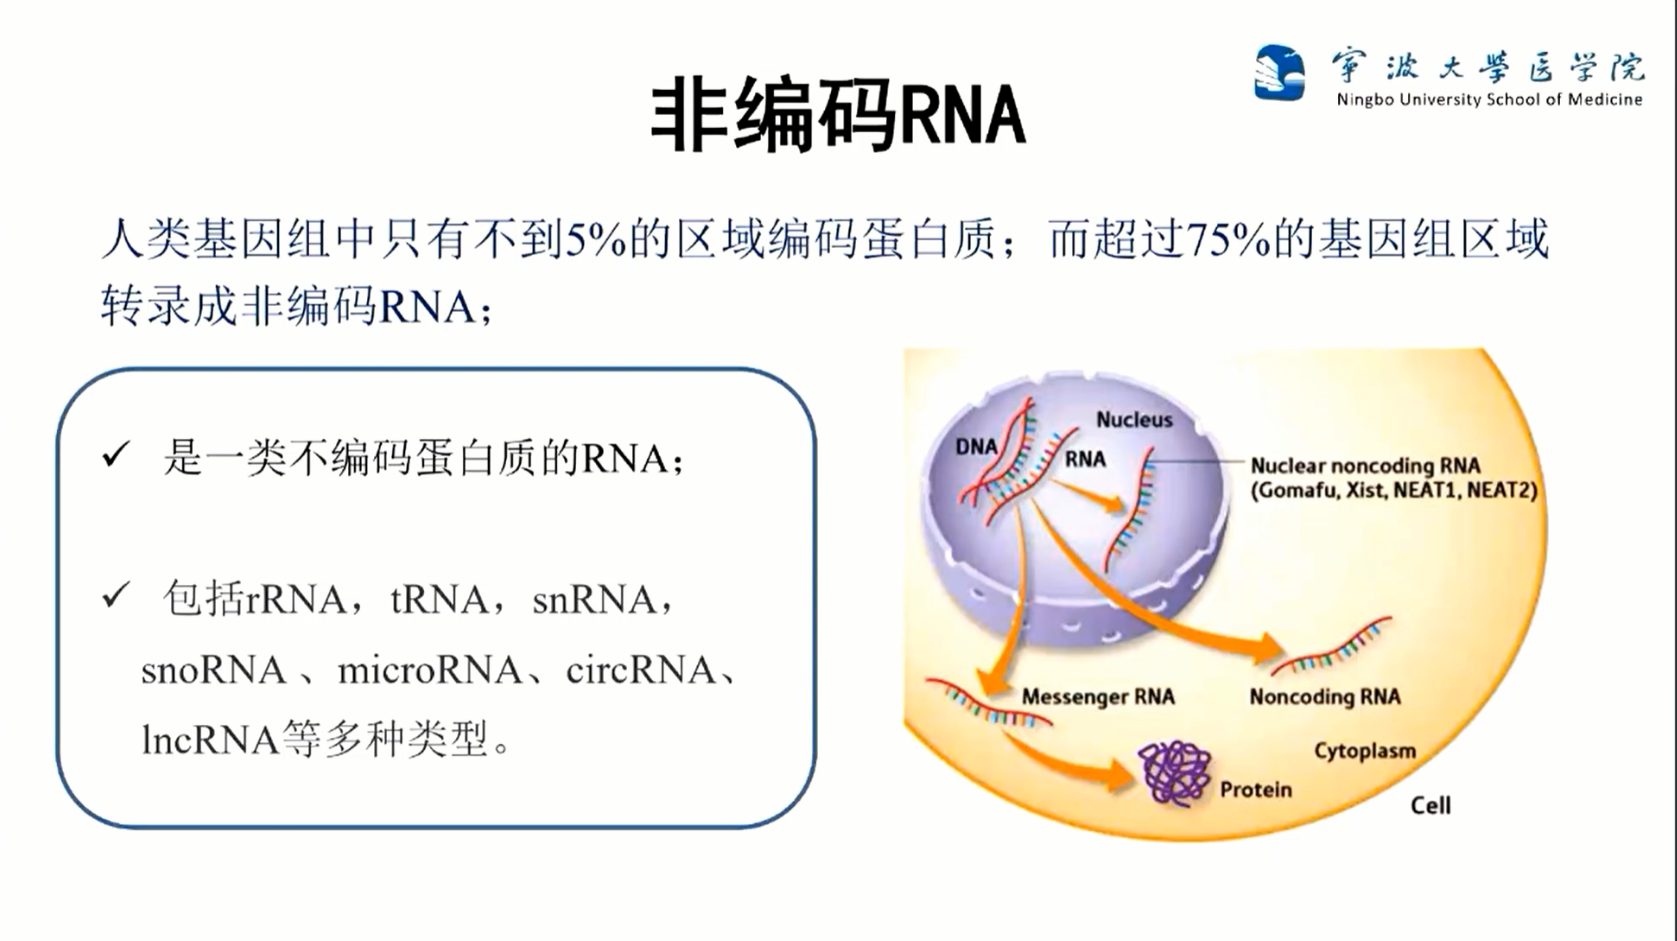 寧波大學医学院
Ningbo University School of Medicine
非编码RNA
人类基因组中只有不到5%的区域编码蛋白质；而超过75%的基因组区域
转录成非编码RNA；
✓ 是一类不编码蛋白质的RNA；
✓ 包括rRNA，tRNA，snRNA，
snoRNA 、microRNA、circRNA、
lncRNA等多种类型。
Nucleus
DNA
RNA
Nuclear noncoding RNA
(Gomafu, Xist, NEAT1, NEAT2)
Messenger RNA
Noncoding RNA
Cytoplasm
Protein
Cell